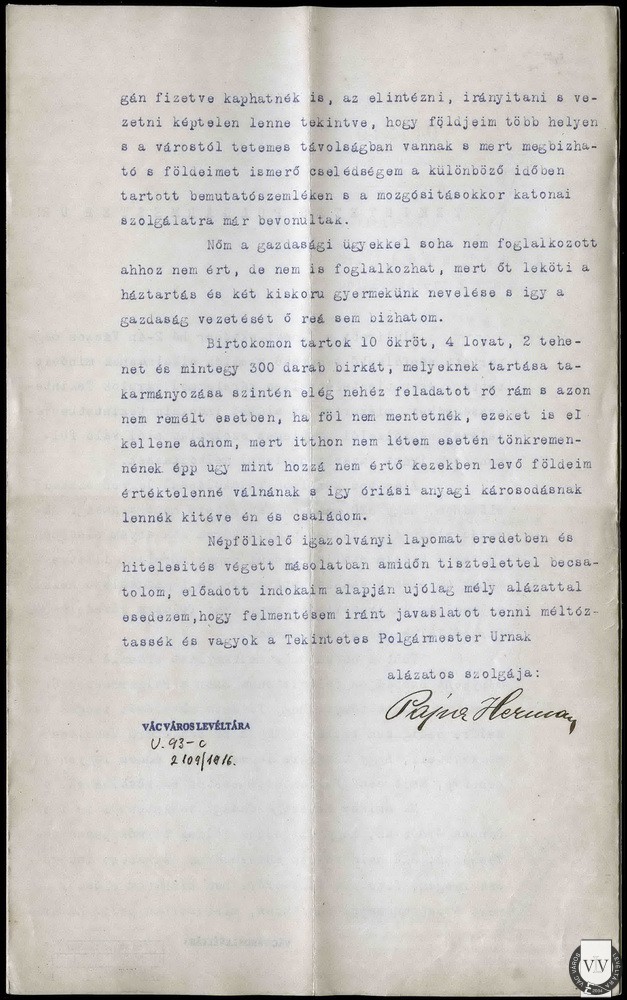 gán fizetve kaphatnék is, az elintézni, irányitani s ve-
zetni képtelen lenne tekintve, hogy földjeim több helyen
s a várostól tetemes távolságban vannak s mert megbizha-
tó s földeimet ismerő cselédségem a különböző időben
tartott bemutatószemléken s a mozgósitásokkor katonai
szolgálatra már bevonultak.
Nőm a gazdasági ügyekkel soha nem foglalkozott
ahhoz nem ért, de nem is foglalkozhat, mert őt leköti a
háztartás és két kiskoru gyermekünk nevelése s igy a
gazdaság vezetését ő reá sem bizhatom.
Birtokomon tartok 10 ökröt, 4 lovat, 2 tehe-
net és mintegy 300 darab birkát, melyeknek tartása ta-
karmányozása szintén elég nehéz feladatot ró rám s azon
nem remélt esetben, ha föl nem mentetnék, ezeket is el
kellene adnom, mert itthon nem létem esetén tönkremen-
nének épp ugy mint hozzá nem értő kezekben levő földeim
értéktelenné válnának s igy óriási anyagi károsodásnak
lennék kitéve én és családom.
Népfölkelő igazolványi lapomat eredetben és
hitelesités végett másolatban amidőn tisztelettel becsa-
tolom, előadott indokaim alapján ujólag mély alázattal
esedezem,hogy felmentésem iránt javaslatot tenni méltóz-
tassék és vagyok a Tekintetes Polgármester Urnak
alázatos szolgája:
Pajor Herman
VÁC VÁROS LEVÉLTÁRA
V. 93-c
2109/1916.
VÁC VÁROS LEVÉLTÁRA
VLV